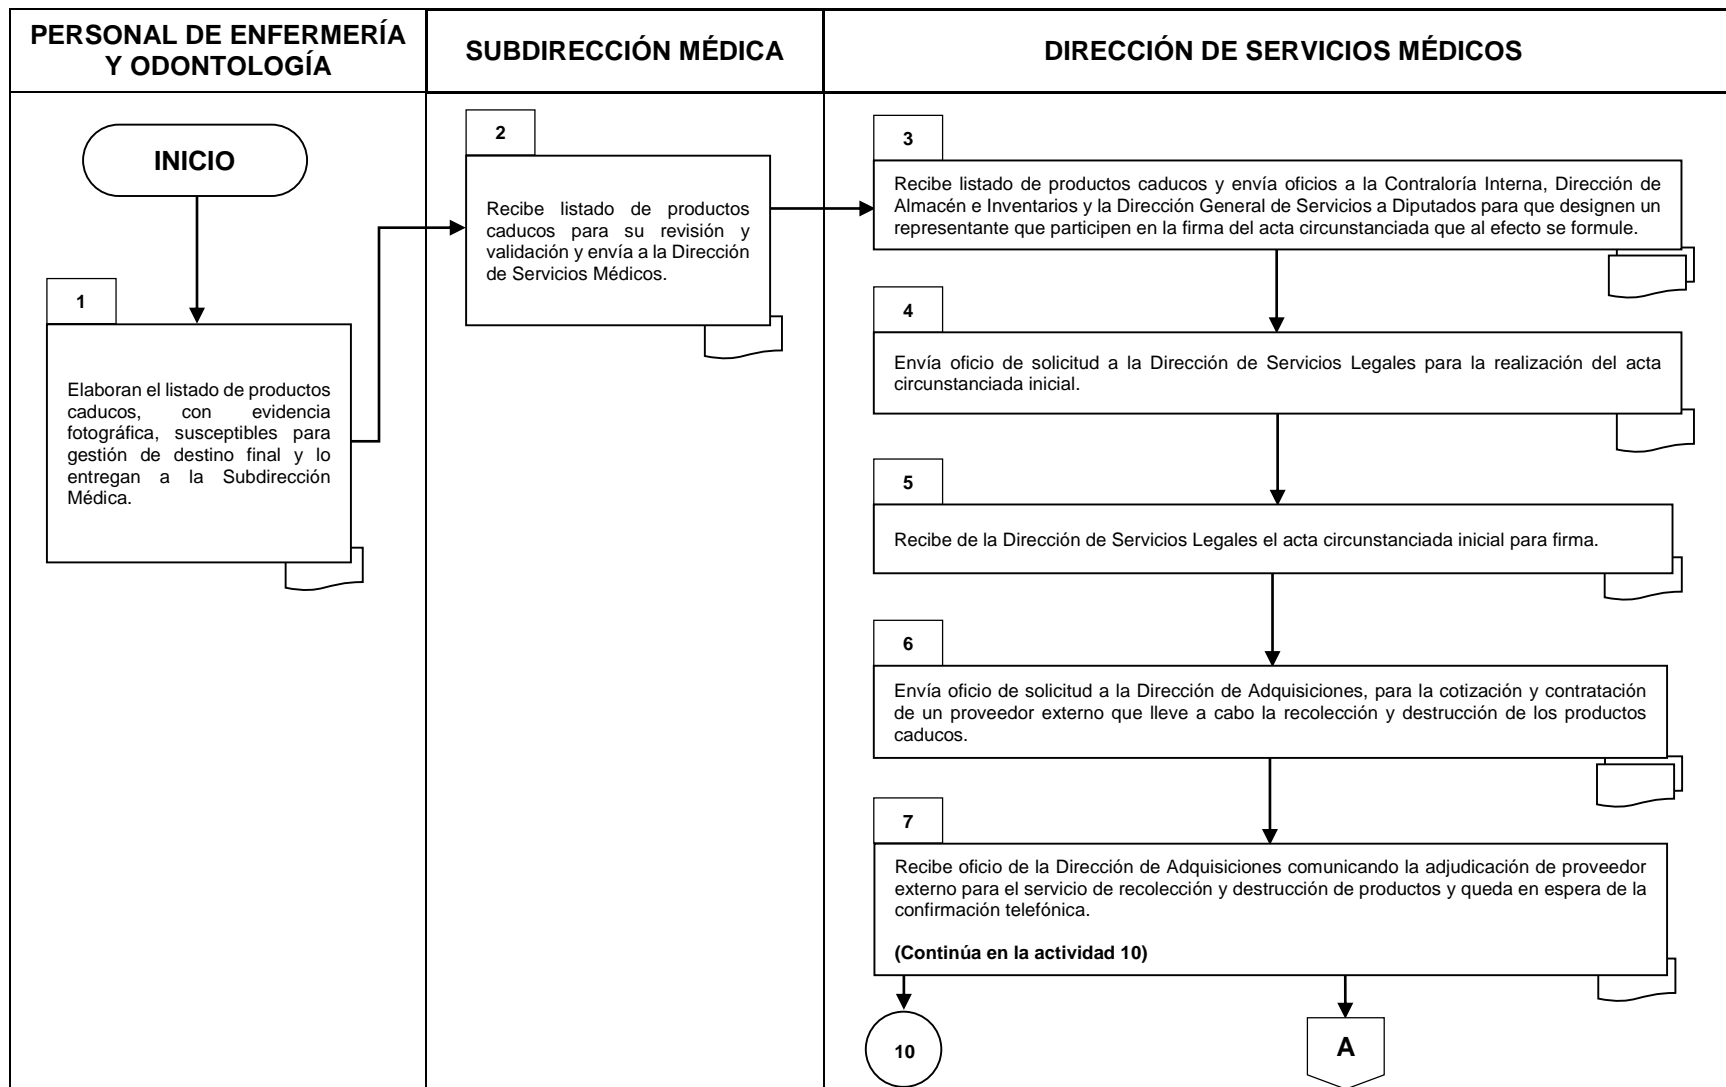 PERSONAL DE ENFERMERÍA
Y ODONTOLOGÍA
SUBDIRECCIÓN MÉDICA
DIRECCIÓN DE SERVICIOS MÉDICOS
INICIO
1
Elaboran el listado de productos
caducos, con evidencia
fotográfica, susceptibles para
gestión de destino final y lo
entregan a la Subdirección
Médica.
2
Recibe listado de productos
caducos para su revisión y
validación y envía a la Dirección
de Servicios Médicos.
3
Recibe listado de productos caducos y envía oficios a la Contraloría Interna, Dirección de
Almacén e Inventarios y la Dirección General de Servicios a Diputados para que designen un
representante que participen en la firma del acta circunstanciada que al efecto se formule.
4
Envía oficio de solicitud a la Dirección de Servicios Legales para la realización del acta
circunstanciada inicial.
5
Recibe de la Dirección de Servicios Legales el acta circunstanciada inicial para firma.
6
Envía oficio de solicitud a la Dirección de Adquisiciones, para la cotización y contratación
de un proveedor externo que lleve a cabo la recolección y destrucción de los productos
caducos.
7
Recibe oficio de la Dirección de Adquisiciones comunicando la adjudicación de proveedor
externo para el servicio de recolección y destrucción de productos y queda en espera de la
confirmación telefónica.
(Continúa en la actividad 10)
10
A